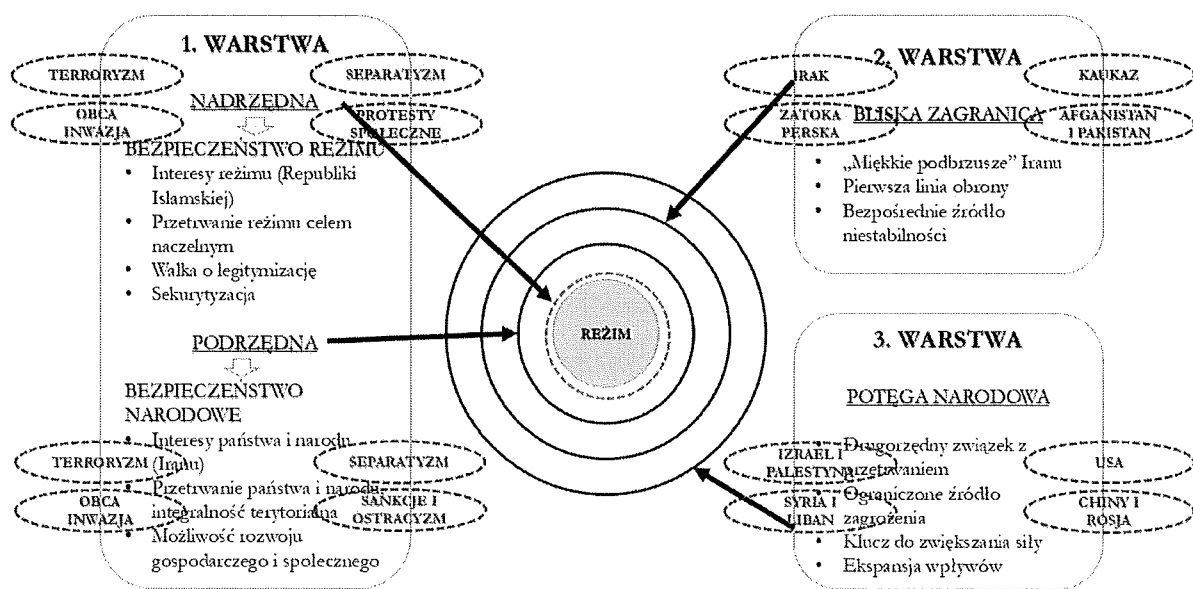 1. WARSTWA
TERRORYZM
SEPARATYZM
NADRZĘDNA
OBCA
INWAZJA
PROTESTY
SPOŁECZNE
BEZPIECZEŃSTWO REŻIMU
• Interesy reżimu (Republiki
Islamskiej)
• Przetrwanie reżimu celem
naczelnym
• Walka o legitymizację
• Sekurytyzacja
PODRZĘDNA
BEZPIECZEŃSTWO
NARODOWE
• Interesy państwa i narodu
(Iranu)
• Przetrwanie państwa i narodu,
integralność terytorialna
• Możliwość rozwoju
gospodarczego i społecznego
TERRORYZM
SEPARATYZM
OBCA
INWAZJA
SANKCJE I
OSTRACYZM
REŻIM
2. WARSTWA
IRAK
KAUKAZ
ZATOKA
PERSKA
BLISKA ZAGRANICA
AFGANISTAN
I PAKISTAN
• „Miękkie podbrzusze” Iranu
• Pierwsza linia obrony
• Bezpośrednie źródło
niestabilności
3. WARSTWA
POTĘGA NARODOWA
• Drugorzędny związek z
przetrwaniem
• Ograniczone źródło
zagrożenia
• Klucz do zwiększania siły
• Ekspansja wpływów
IZRAEL I
PALESTYNA
USA
SYRIA I
LIBAN
CHINY I
ROSJA